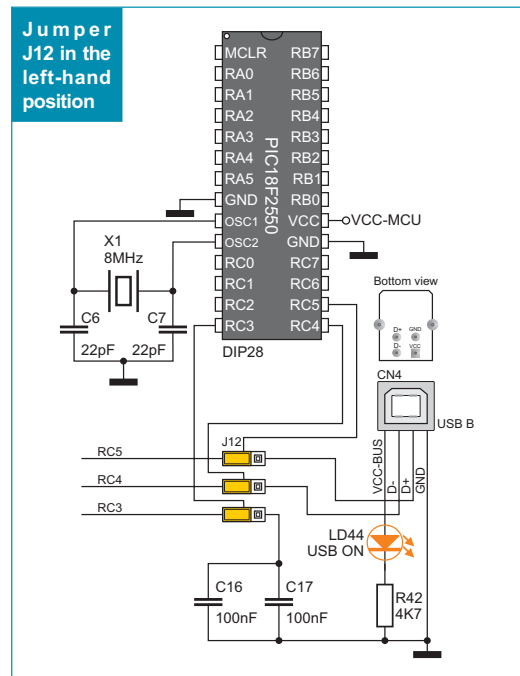 Jumper
J12 in the
left-hand
position
MCLR
RA0
RA1
RA2
RA3
RA4
RA5
GND
OSC1
OSC2
RC0
RC1
RC2
RC3
PIC18F2550
RB7
RB6
RB5
RB4
RB3
RB2
RB1
RB0
VCC
GND
RC7
RC6
RC5
RC4
DIP28
VCC-MCU
X1
8MHz
C6
C7
22pF
22pF
Bottom view
D+
GND
D-
VCC
CN4
USB B
J12
RC5
RC4
RC3
VCC-BUS
D-
D+
GND
LD44
USB ON
C16
C17
100nF
100nF
R42
4K7